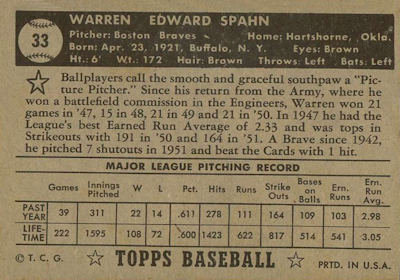 33
WARREN EDWARD SPAHN
Pitcher: Boston Braves Home: Hartshorne, Okla.
Born: Apr. 23, 1921, Buffalo, N. Y. Eyes: Brown
Ht.: 6' Wt.: 172 Hair: Brown Throws: Left Bats: Left
Ballplayers call the smooth and graceful southpaw a "Pic-
ture Pitcher." Since his return from the Army, where he
won a battlefield commission in the Engineers, Warren won 21
games in '47, 15 in 48, 21 in 49 and 21 in '50. In 1947 he had the
League's best Earned Run Average of 2.33 and was tops in
Strikeouts with 191 in '50 and 164 in '51. A Brave since 1942,
he pitched 7 shutouts in 1951 and beat the Cards with 1 hit.
MAJOR LEAGUE PITCHING RECORD
Games Innings Pitched W L Pct. Hits Runs Strike Outs Bases on Balls Ern. Runs Ern. Run Avg.
PAST YEAR 39 311 22 14 .611 278 111 164 109 103 2.98
LIFE- TIME 222 1595 108 72 .600 1423 622 541 3.05
© T. C. G. TOPPS BASEBALL PRTD. IN U.S.A.